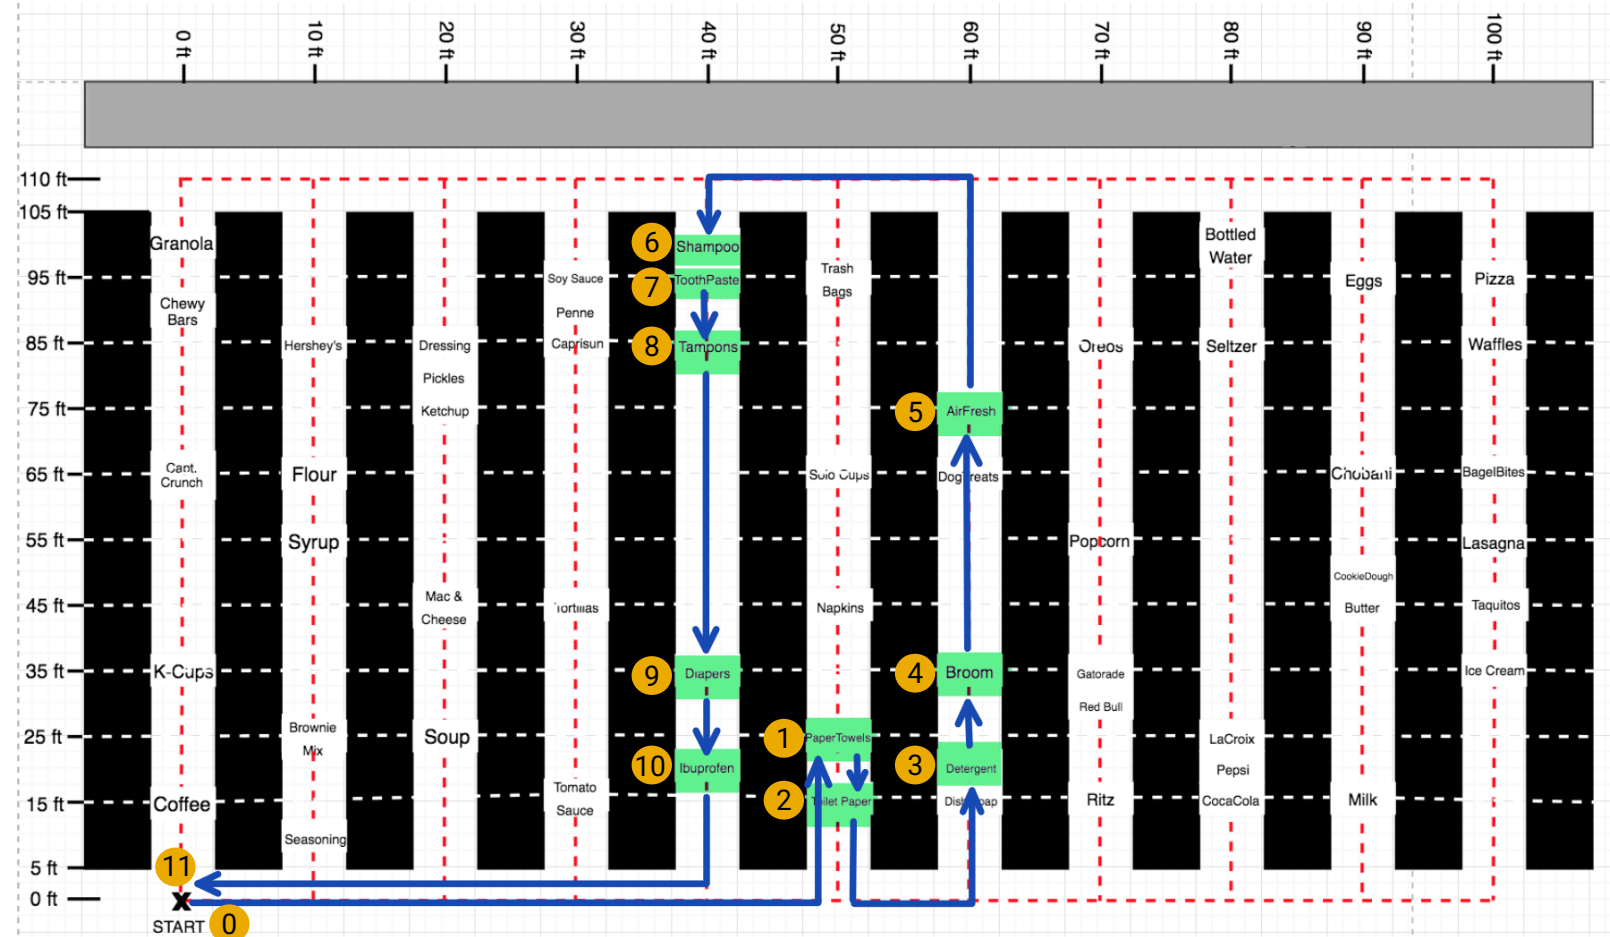 0 ft
10 ft
20 ft
30 ft
40 ft
50 ft
60 ft
70 ft
80 ft
90 ft
100 ft
110 ft
105 ft
Granola
6
Shampoo
Bottled
Water
95 ft
Chewy
Bars
Soy Sauce
Penne
7
ToothPaste
Trash
Bags
Eggs
Pizza
85 ft
Hershey's
Dressing
Pickles
Caprisun
8
Tampons
Oreos
Seltzer
Waffles
75 ft
Ketchup
5
AirFresh
65 ft
Cant.
Crunch
Flour
Solo Cups
Dog Treats
Chobani
BagelBites
55 ft
Syrup
Popcorn
Lasagna
CookieDough
45 ft
Mac &
Cheese
Tortillas
Napkins
Butter
Taquitos
35 ft
K-Cups
9
Diapers
4
Broom
Gatorade
Red Bull
Ice Cream
25 ft
Brownie
Mix
Soup
1
PaperTowels
LaCroix
Pepsi
10
Ibuprofen
3
Detergent
15 ft
Coffee
Tomato
Sauce
2
Toilet Paper
Dish Soap
Ritz
CocaCola
Milk
Seasoning
5 ft
11
0 ft
X
START
0